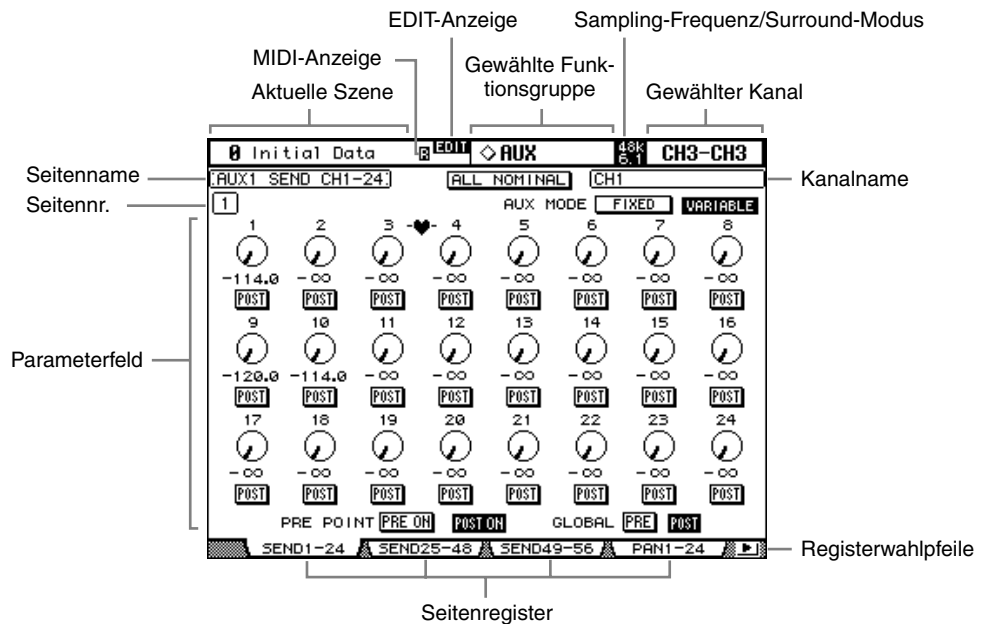 EDIT-Anzeige
Sampling-Frequenz/Surround-Modus
MIDI-Anzeige
Gewählte Funk-
tionsgruppe
Aktuelle Szene
Gewählter Kanal
0 Initial Data
R
EDIT
◇AUX
48k
6.1
CH3-CH3
Seitenname
AUX1 SEND CH1-24
ALL NOMINAL
CH1
Kanalname
Seitennr.
1
AUX MODE FIXED VARIABLE
1 2 3 -♥- 4 5 6 7 8
-114.0 -∞ -∞ -∞ -∞ -∞ -∞ -∞
POST POST POST POST POST POST POST POST
9 10 11 12 13 14 15 16
Parameterfeld
-120.0 -114.0 -∞ -∞ -∞ -∞ -∞ -∞
POST POST POST POST POST POST POST POST
17 18 19 20 21 22 23 24
-∞ -∞ -∞ -∞ -∞ -∞ -∞ -∞
POST POST POST POST POST POST POST POST
PRE POINT PRE ON POST ON GLOBAL PRE POST
SEND1-24 SEND25-48 SEND49-56 PAN1-24
Registerwahlpfeile
Seitenregister